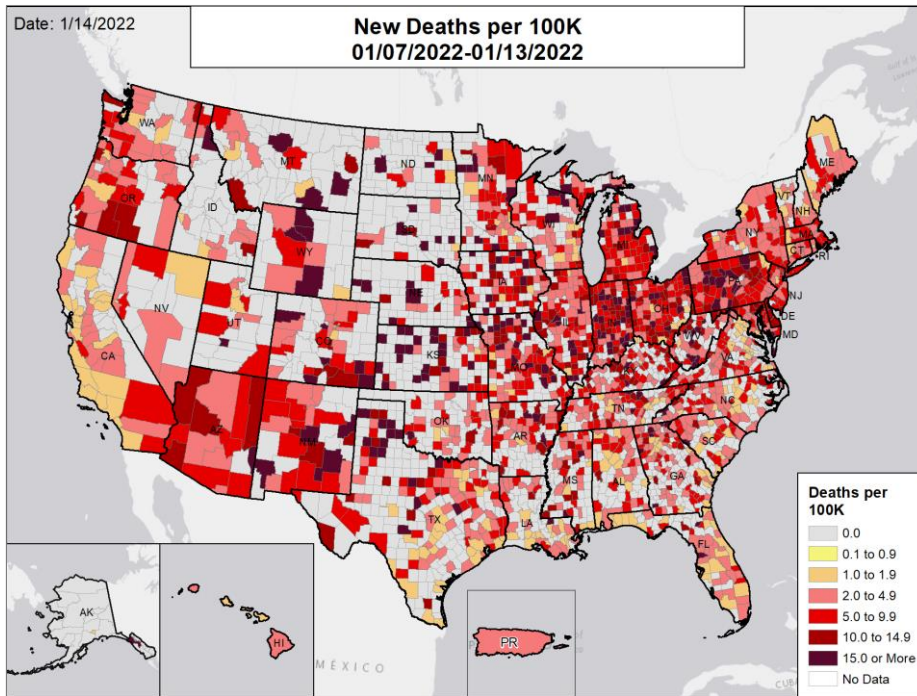 Date: 1/14/2022
New Deaths per 100K
01/07/2022-01/13/2022
WA
MT
ND
MN
ME
OR
ID
SD
WI
MI
VT
NH
NY
MA
CT
RI
WY
IA
PA
NJ
NE
NV
UT
IL
IN
OH
DE
MD
CA
CO
KS
MO
WV
KY
VA
AZ
NM
OK
AR
TN
NC
SC
MS
AL
GA
TX
LA
FL
AK
HI
PR
MÉXICO
CUB
Deaths per
100K
0.0
0.1 to 0.9
1.0 to 1.9
2.0 to 4.9
5.0 to 9.9
10.0 to 14.9
15.0 or More
No Data